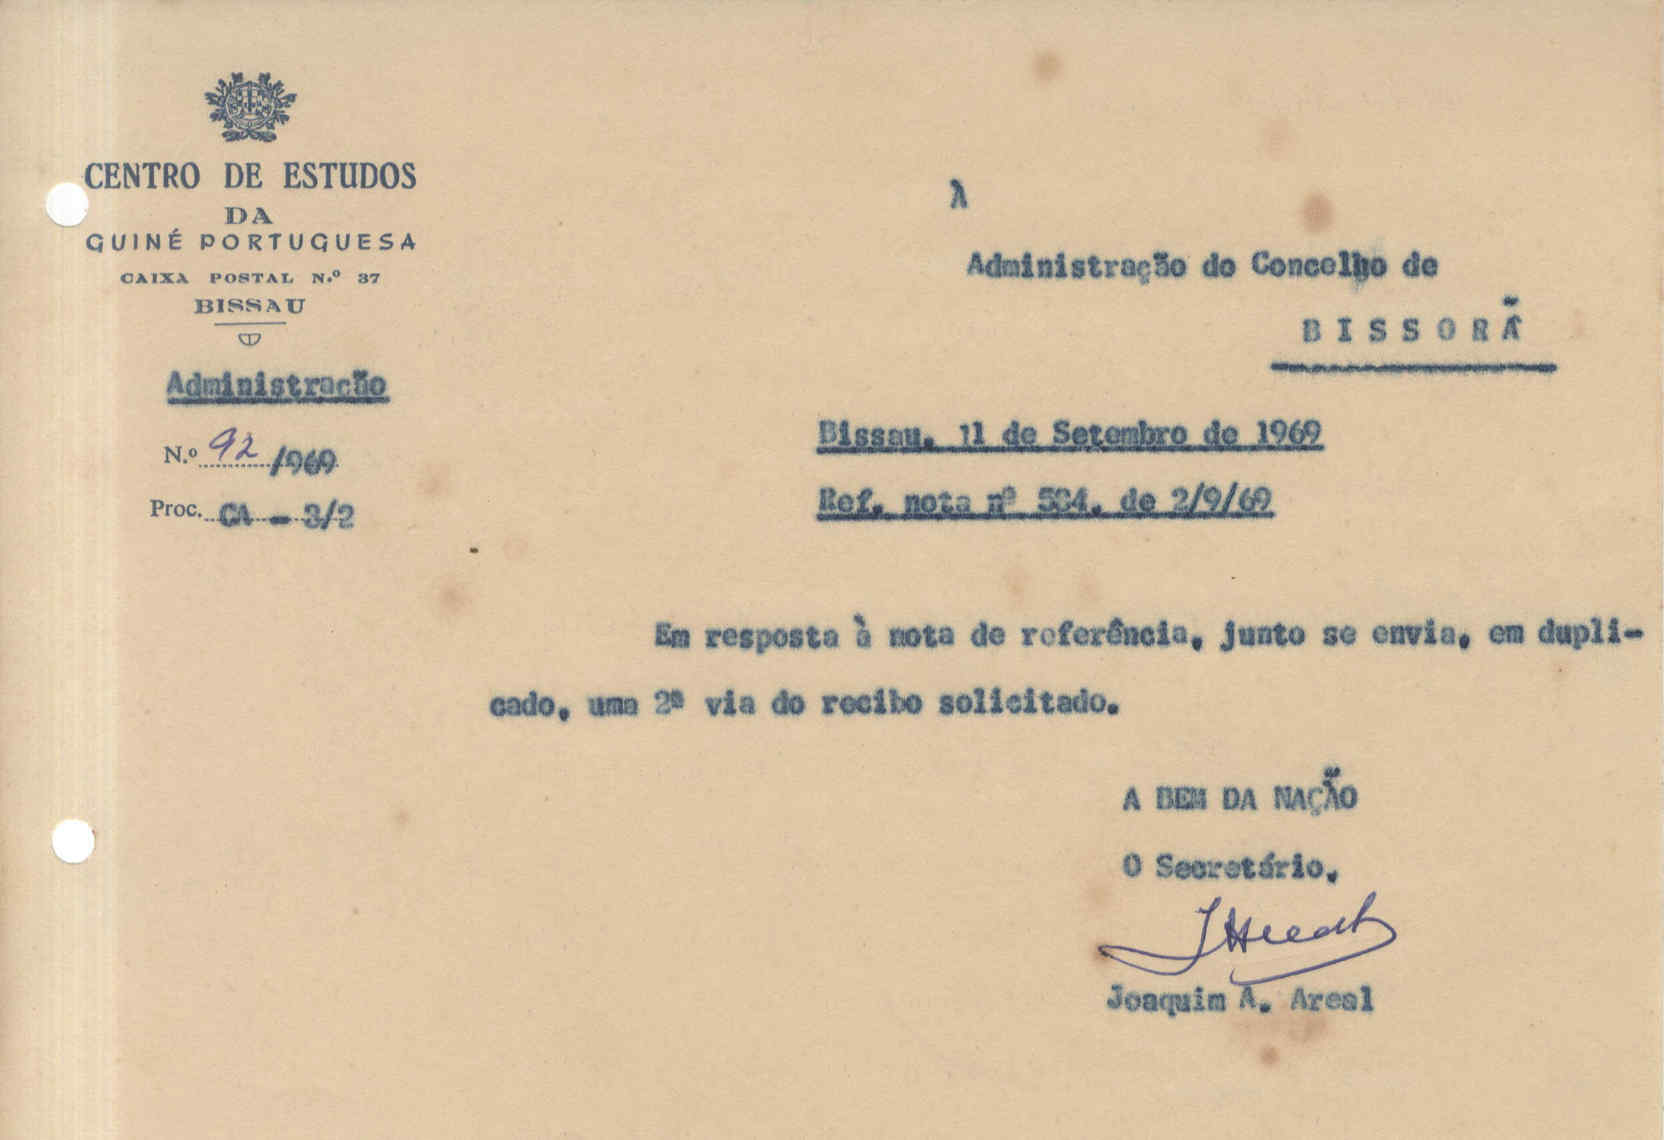 CENTRO DE ESTUDOS
DA
GUINÉ PORTUGUESA
CAIXA POSTAL N.º 37
BISSAU
Administração
N.º 92/969
Proc. CA - 3/2
À
Administração do Concelho de
BISSORÃ
Bissau, 11 de Setembro de 1969
Ref. nota nº 584, de 2/9/69
Em resposta à nota de referência, junto se envia, em dupli-
cado, uma 2ª via do recibo solicitado.
A BEM DA NAÇÃO
O Secretário,
Joaquim A. Areal